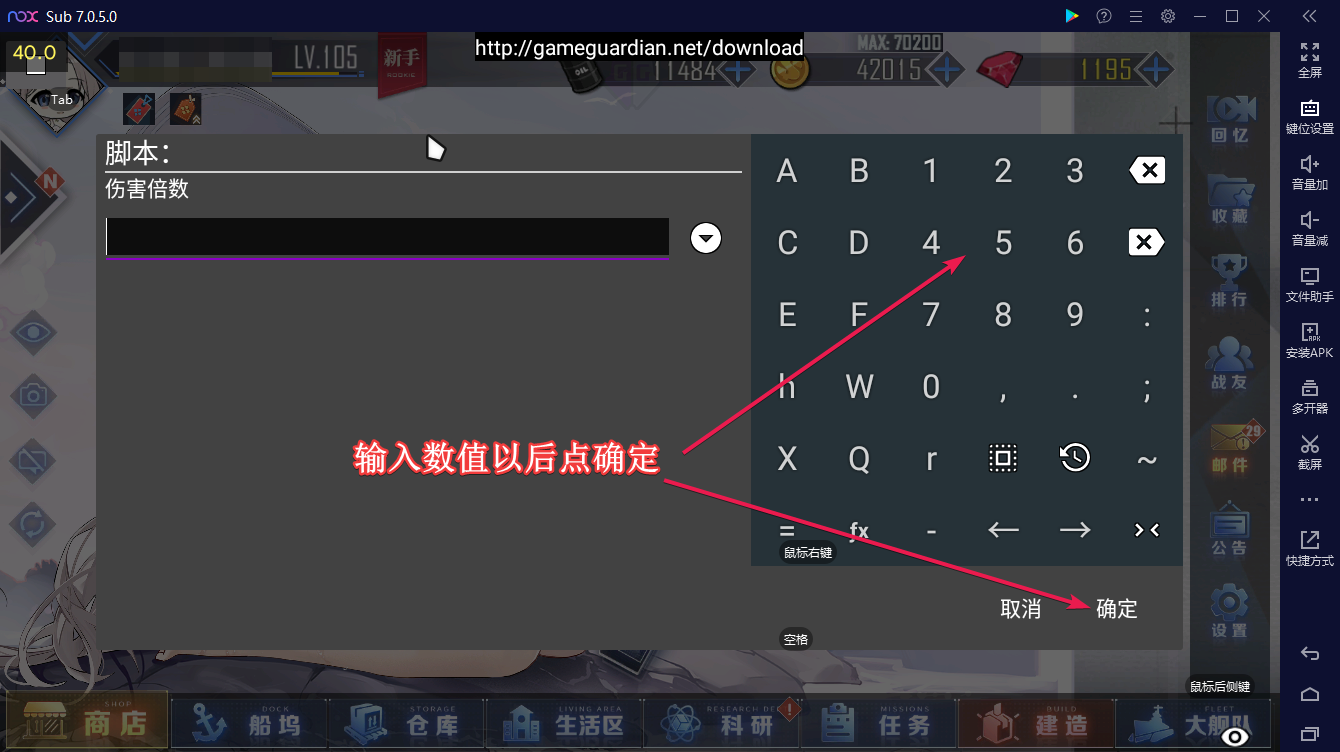 nox Sub 7.0.5.0
40.0
LV.105
新手
ROOKIE
http://gameguardian.net/download
MAX: 70200
OIL
11484
42015
1195
Tab
N
脚本:
伤害倍数
A B 1 2 3
C D 4 5 6
E F 7 8 9 :
h W 0 , . ;
X Q r ~
= ƒx - ← →
鼠标右键
输入数值以后点确定
取消
确定
空格
鼠标后侧键
回忆
收藏
排行
战友
29
邮件
公告
设置
SHOP
商店
DOCK
船坞
STORAGE
仓库
LIVING AREA
生活区
RESEARCH DE
科研
MISSIONS
任务
BUILD
建造
FLEET
大舰队
全屏
键位设置
音量加
音量减
文件助手
APK
安装APK
多开器
截屏
快捷方式